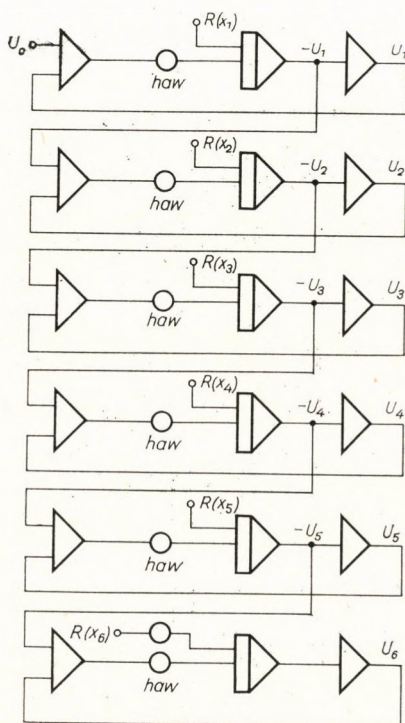 R(x₁)
U₀
-U₁
U₁
haw
R(x₂)
-U₂
U₂
haw
R(x₃)
-U₃
U₃
haw
R(x₄)
-U₄
U₄
haw
R(x₅)
-U₅
U₅
haw
R(x₆)
U₆
haw